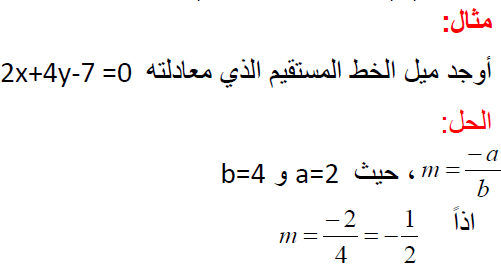 مثال:
أوجد ميل الخط المستقيم الذي معادلته 2x+4y-7 =0
الحل:
m = -a/b ، حيث a=2 و b=4
اذاً
m = -2/4 = -1/2